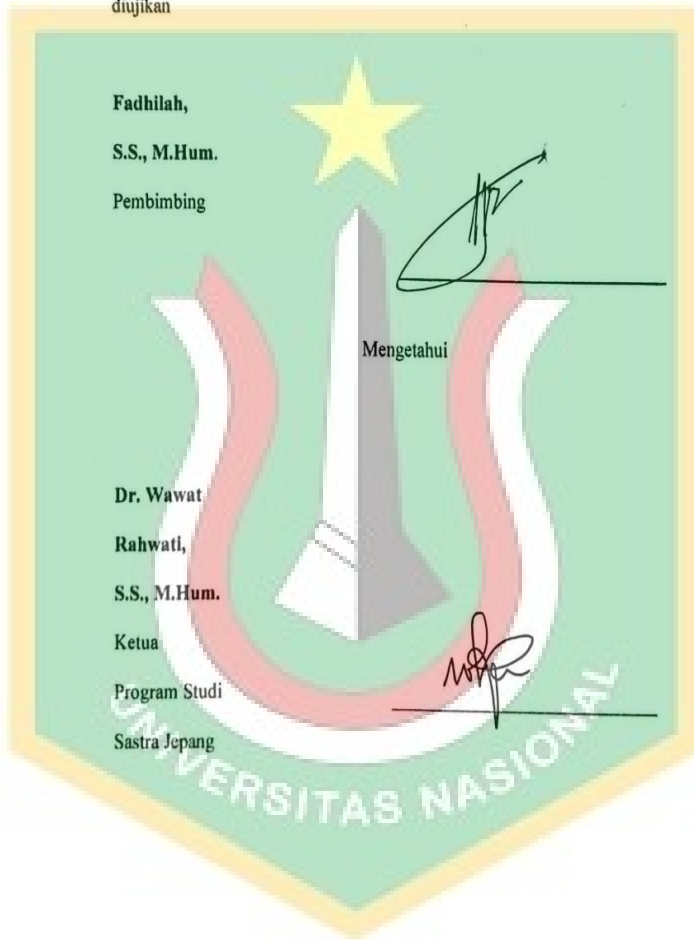 diujikan
Fadhilah,
S.S., M.Hum.
Pembimbing
Mengetahui
Dr. Wawat
Rahwati,
S.S., M.Hum.
Ketua
Program Studi
Sastra Jepang
UNIVERSITAS NASIONAL